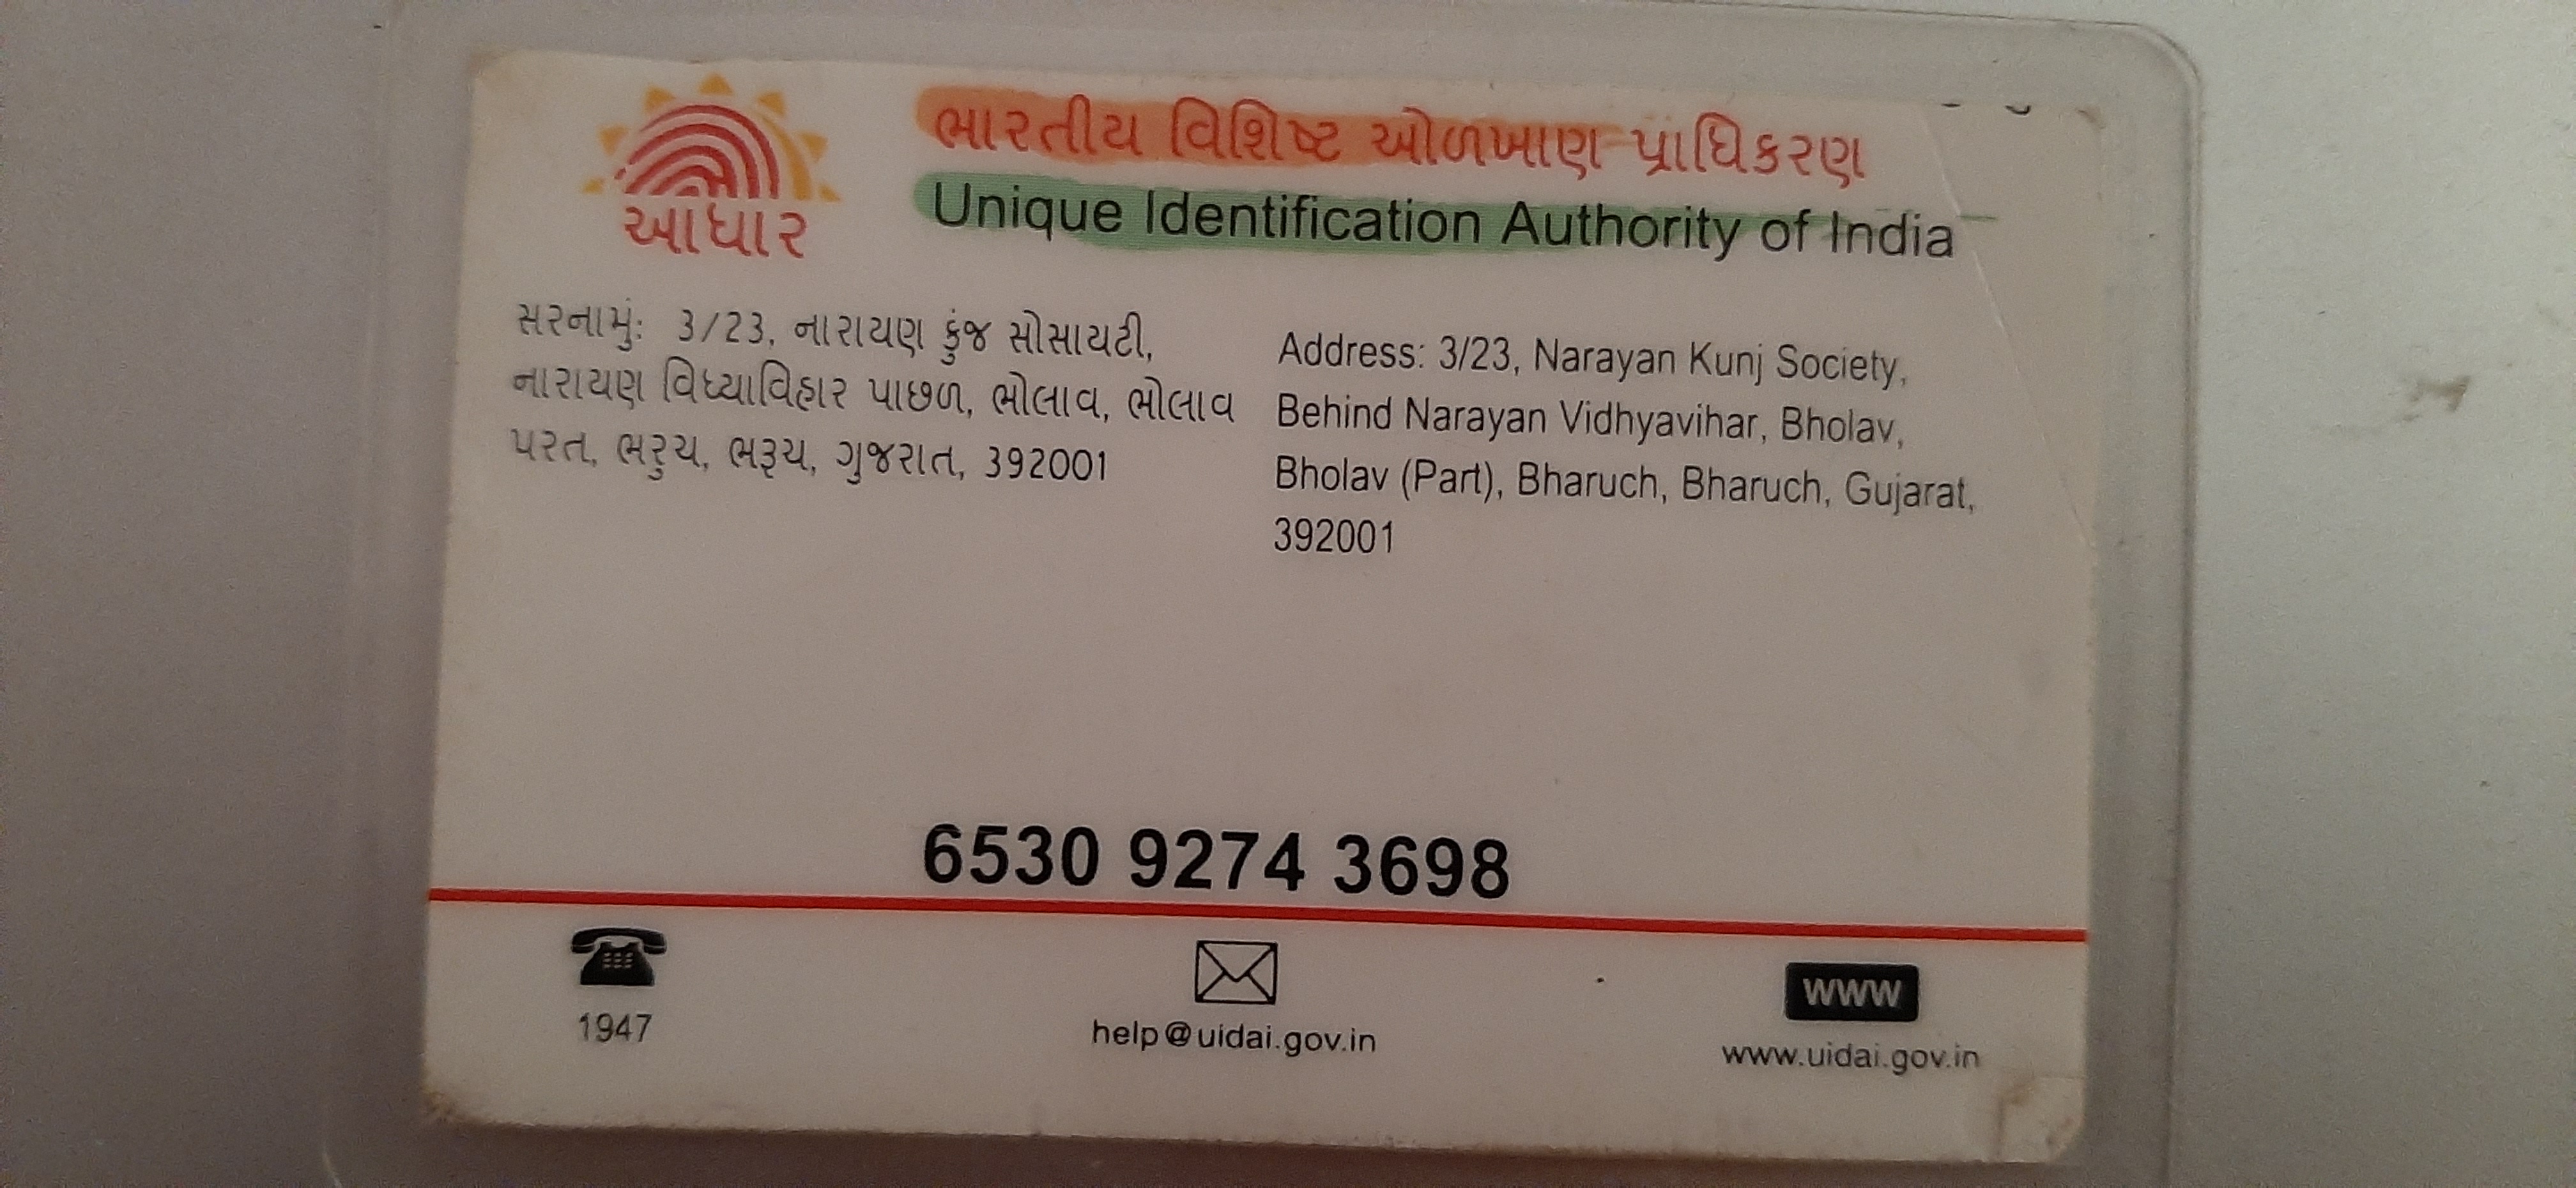 ભારતીય વિશિષ્ટ ઓળખાણ પ્રાધિકરણ
Unique Identification Authority of India
આધાર
સરનામું: 3/23, નારાયણ કુંજ સોસાયટી,
નારાયણ વિધ્યાવિહાર પાછળ, ભોલાવ, ભોલાવ
પરત, ભરુચ, ભરૂચ, ગુજરાત, 392001
Address: 3/23, Narayan Kunj Society,
Behind Narayan Vidhyavihar, Bholav,
Bholav (Part), Bharuch, Bharuch, Gujarat,
392001
6530 9274 3698
1947
help@uidai.gov.in
WWW
www.uidai.gov.in